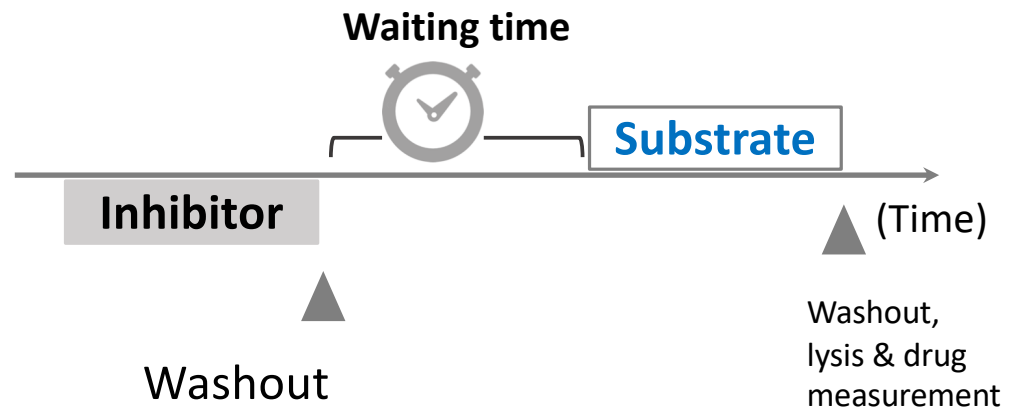 Waiting time
Substrate
Inhibitor
(Time)
Washout
Washout,
lysis & drug
measurement